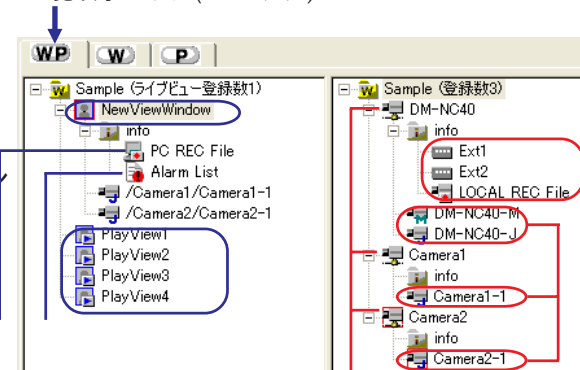 WP W P
Sample (ライブビュー登録数1)
NewViewWindow
info
PC REC File
Alarm List
/Camera1/Camera1-1
/Camera2/Camera2-1
PlayView1
PlayView2
PlayView3
PlayView4
Sample (登録数3)
DM-NC40
info
Ext1
Ext2
LOCAL REC File
DM-NC40-M
DM-NC40-J
Camera1
info
Camera1-1
Camera2
info
Camera2-1